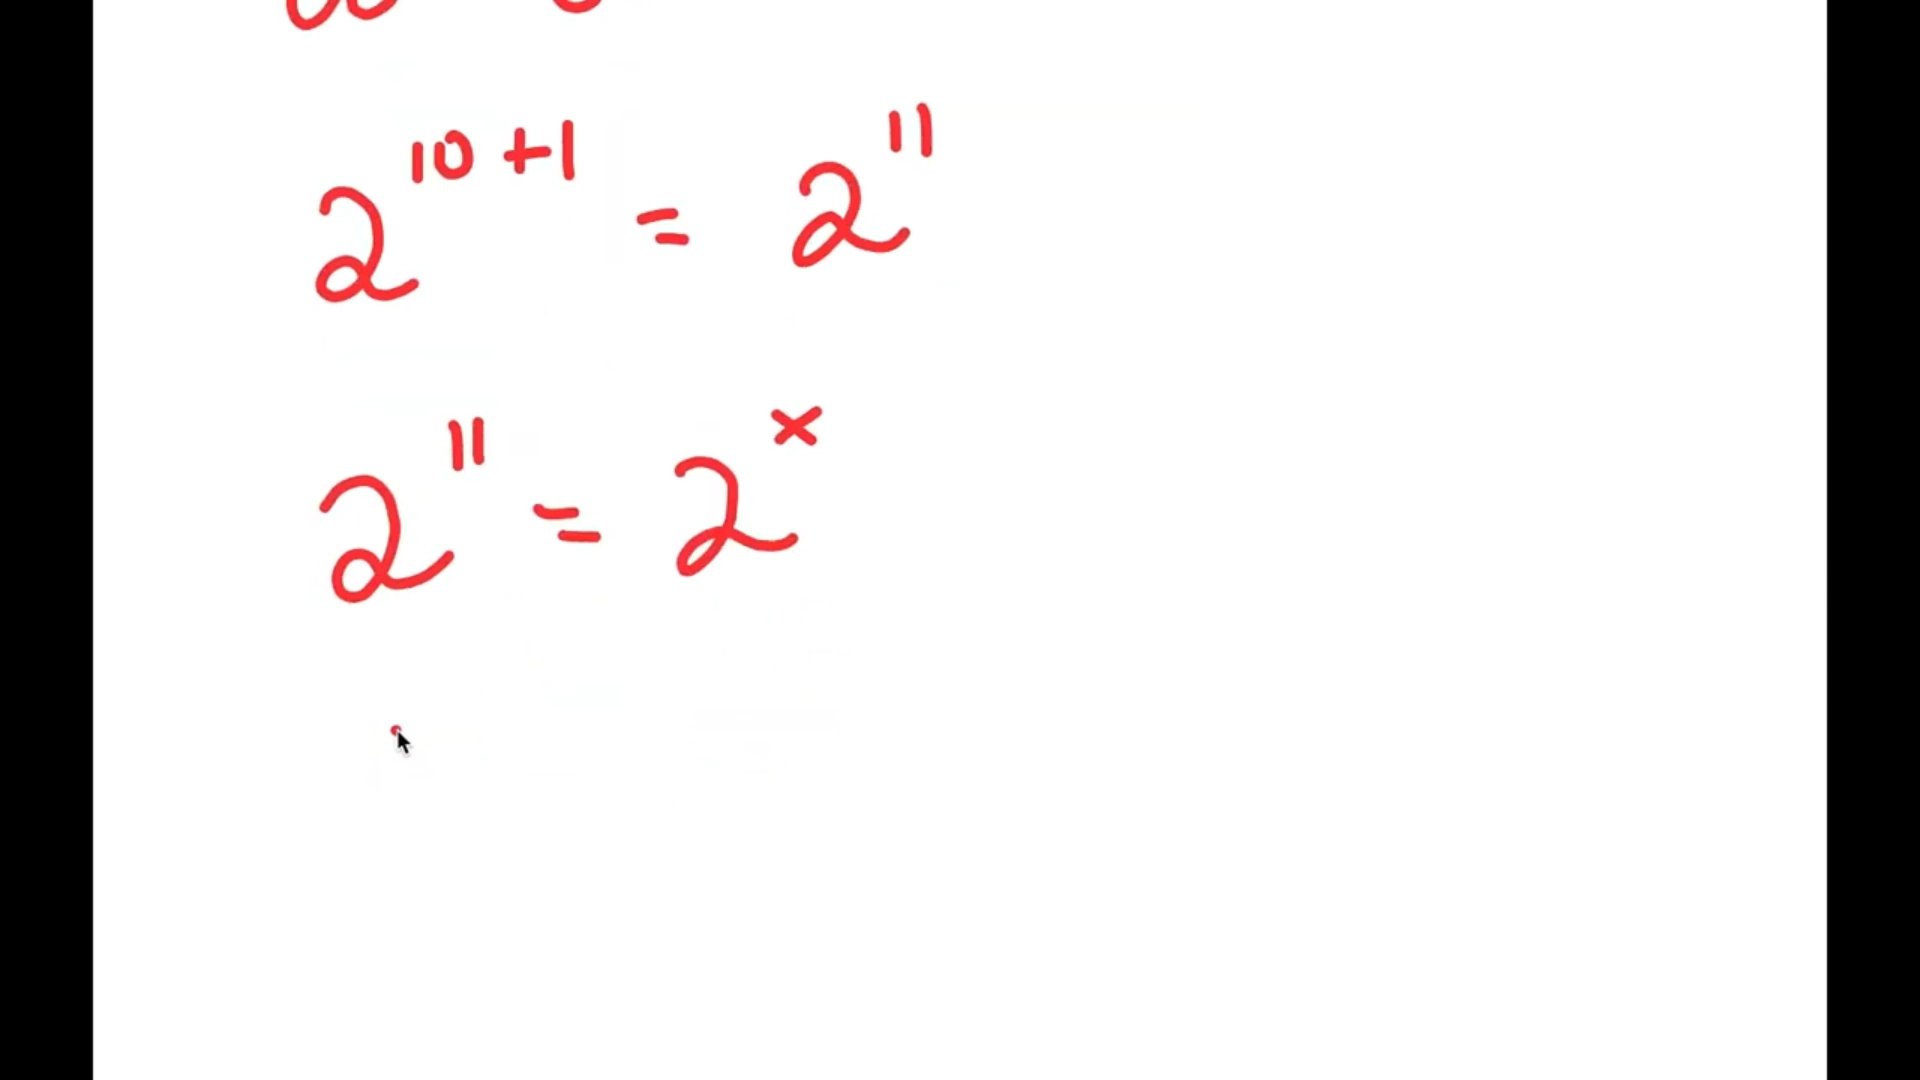 2^10+1 = 2^11
2^11 = 2^x